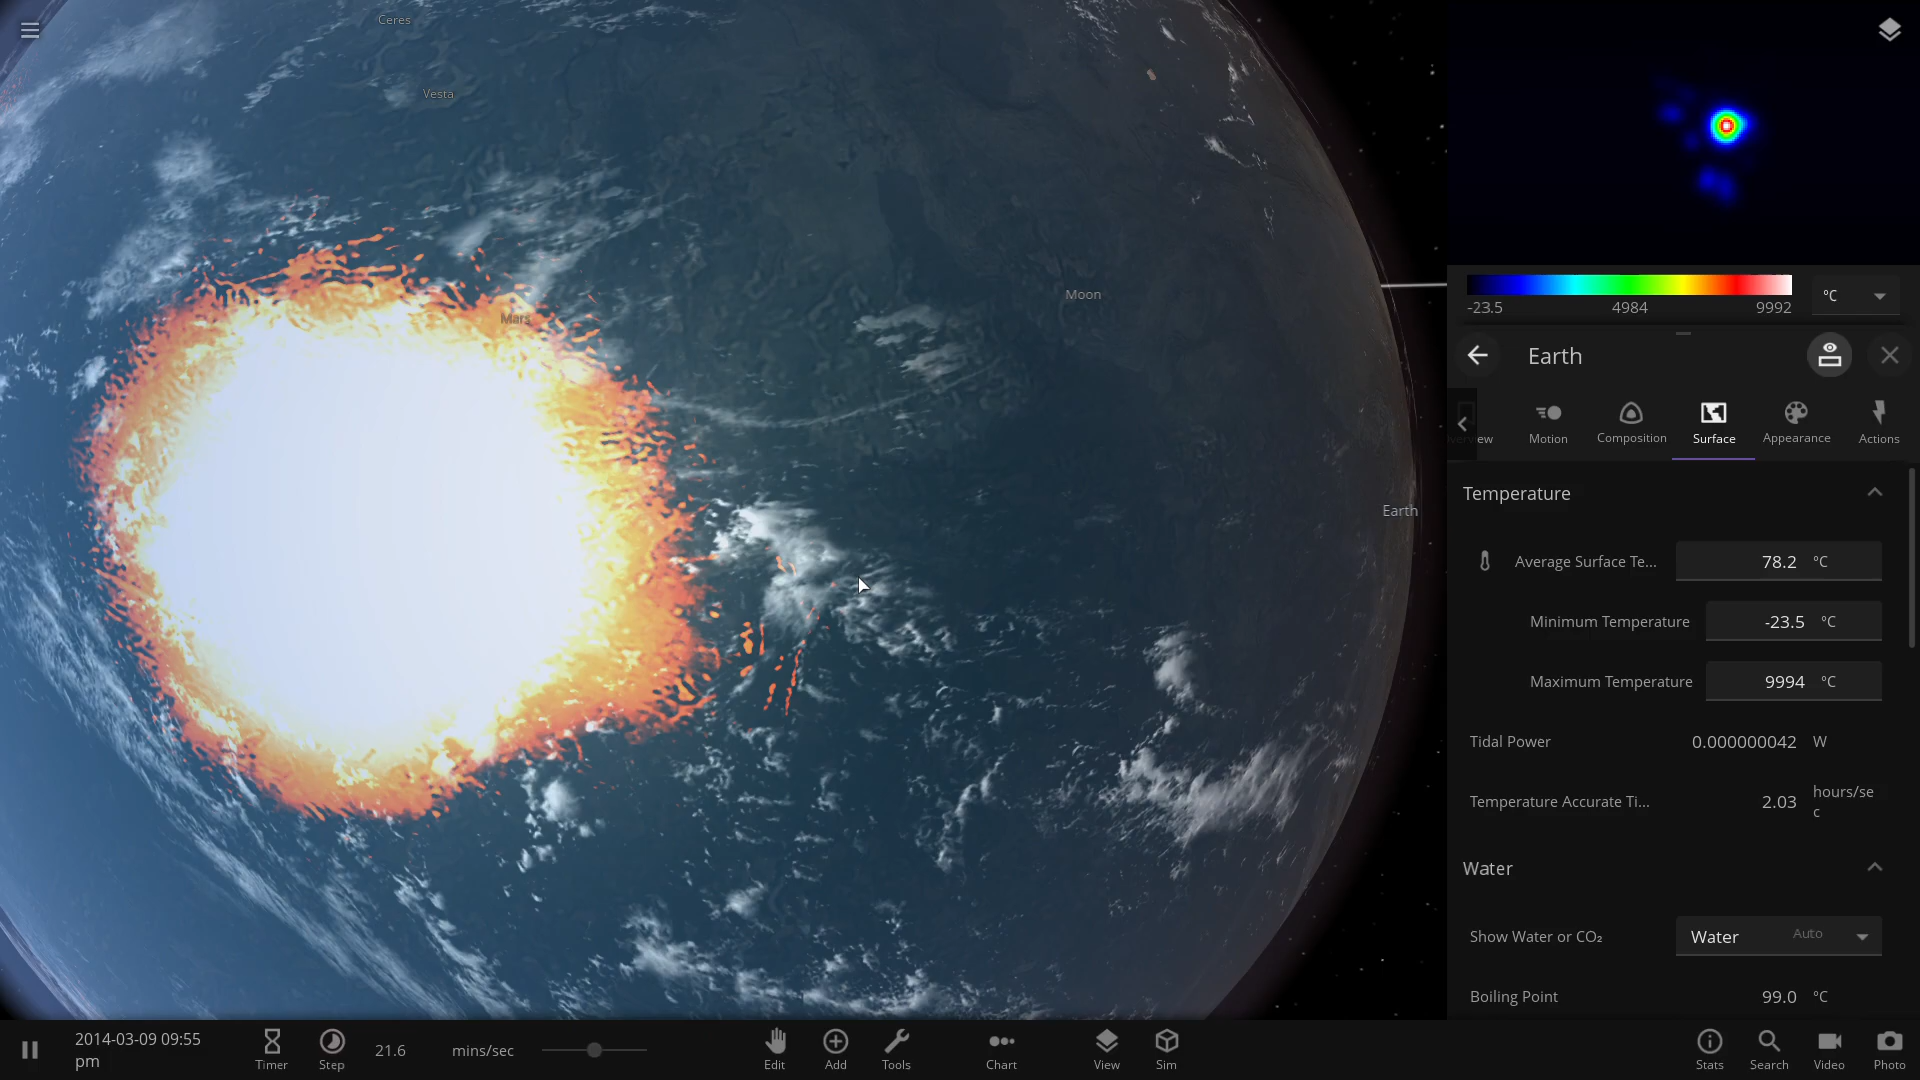 Ceres
Vesta
Mars
Moon
Earth
-23.5 4984 9992
°C
Earth
Motion
Composition
Surface
Appearance
Actions
Temperature
Average Surface Te... 78.2 °C
Minimum Temperature -23.5 °C
Maximum Temperature 9994 °C
Tidal Power 0.000000042 W
Temperature Accurate Ti... 2.03 hours/se
c
Water
Show Water or CO₂ Water Auto
Boiling Point 99.0 °C
2014-03-09 09:55
pm
Timer
Step
21.6 mins/sec
Edit
Add
Tools
Chart
View
Sim
Stats
Search
Video
Photo